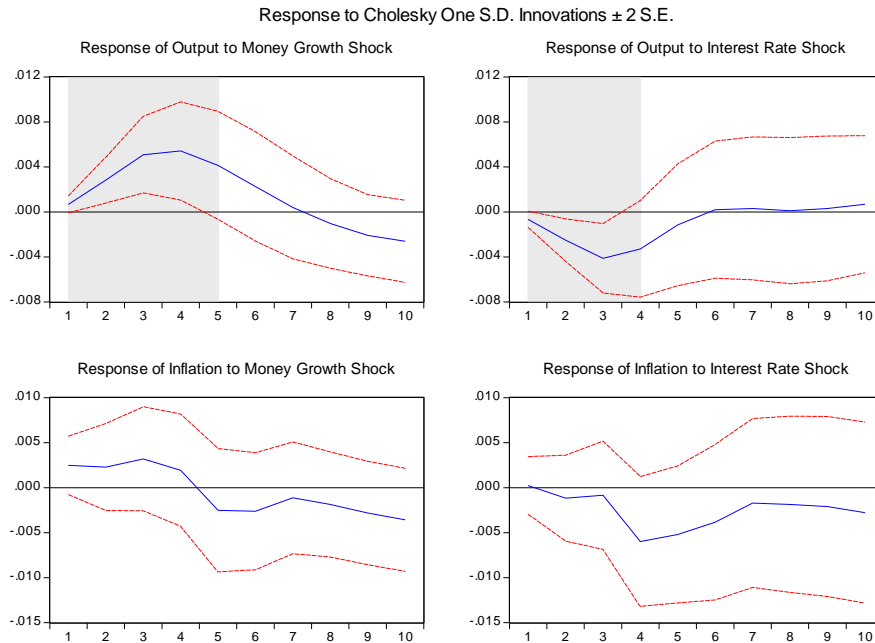 Response to Cholesky One S.D. Innovations ± 2 S.E.
Response of Output to Money Growth Shock
.012
.008
.004
.000
-.004
-.008
1 2 3 4 5 6 7 8 9 10
Response of Output to Interest Rate Shock
.012
.008
.004
.000
-.004
-.008
1 2 3 4 5 6 7 8 9 10
Response of Inflation to Money Growth Shock
.010
.005
.000
-.005
-.010
-.015
1 2 3 4 5 6 7 8 9 10
Response of Inflation to Interest Rate Shock
.010
.005
.000
-.005
-.010
-.015
1 2 3 4 5 6 7 8 9 10